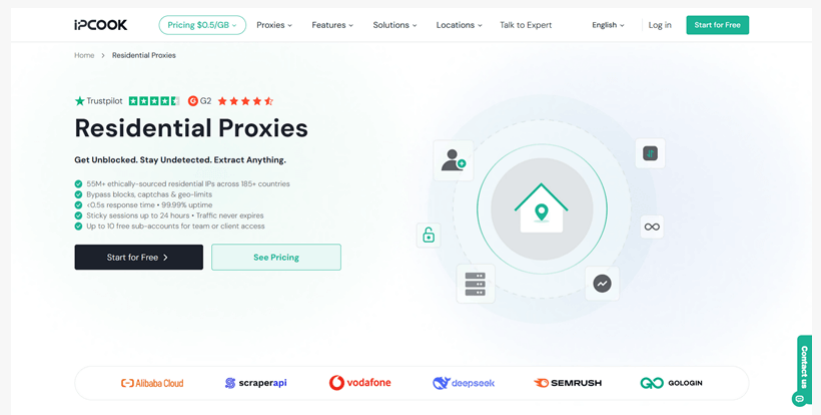 IPCOOK
Pricing $0.5/GB
Proxies
Features
Solutions
Locations
Talk to Expert
English
Log in
Start for Free
Home > Residential Proxies
Trustpilot
G G2
Residential Proxies
Get Unblocked. Stay Undetected. Extract Anything.
55M+ ethically-sourced residential IPs across 185+ countries
Bypass blocks, captchas & geo-limits
<0.5s response time • 99.99% uptime
Sticky sessions up to 24 hours • Traffic never expires
Up to 10 free sub-accounts for team or client access
Start for Free >
See Pricing
Alibaba Cloud
scraperapi
vodafone
deepseek
SEMRUSH
GOLOGIN
Contact us